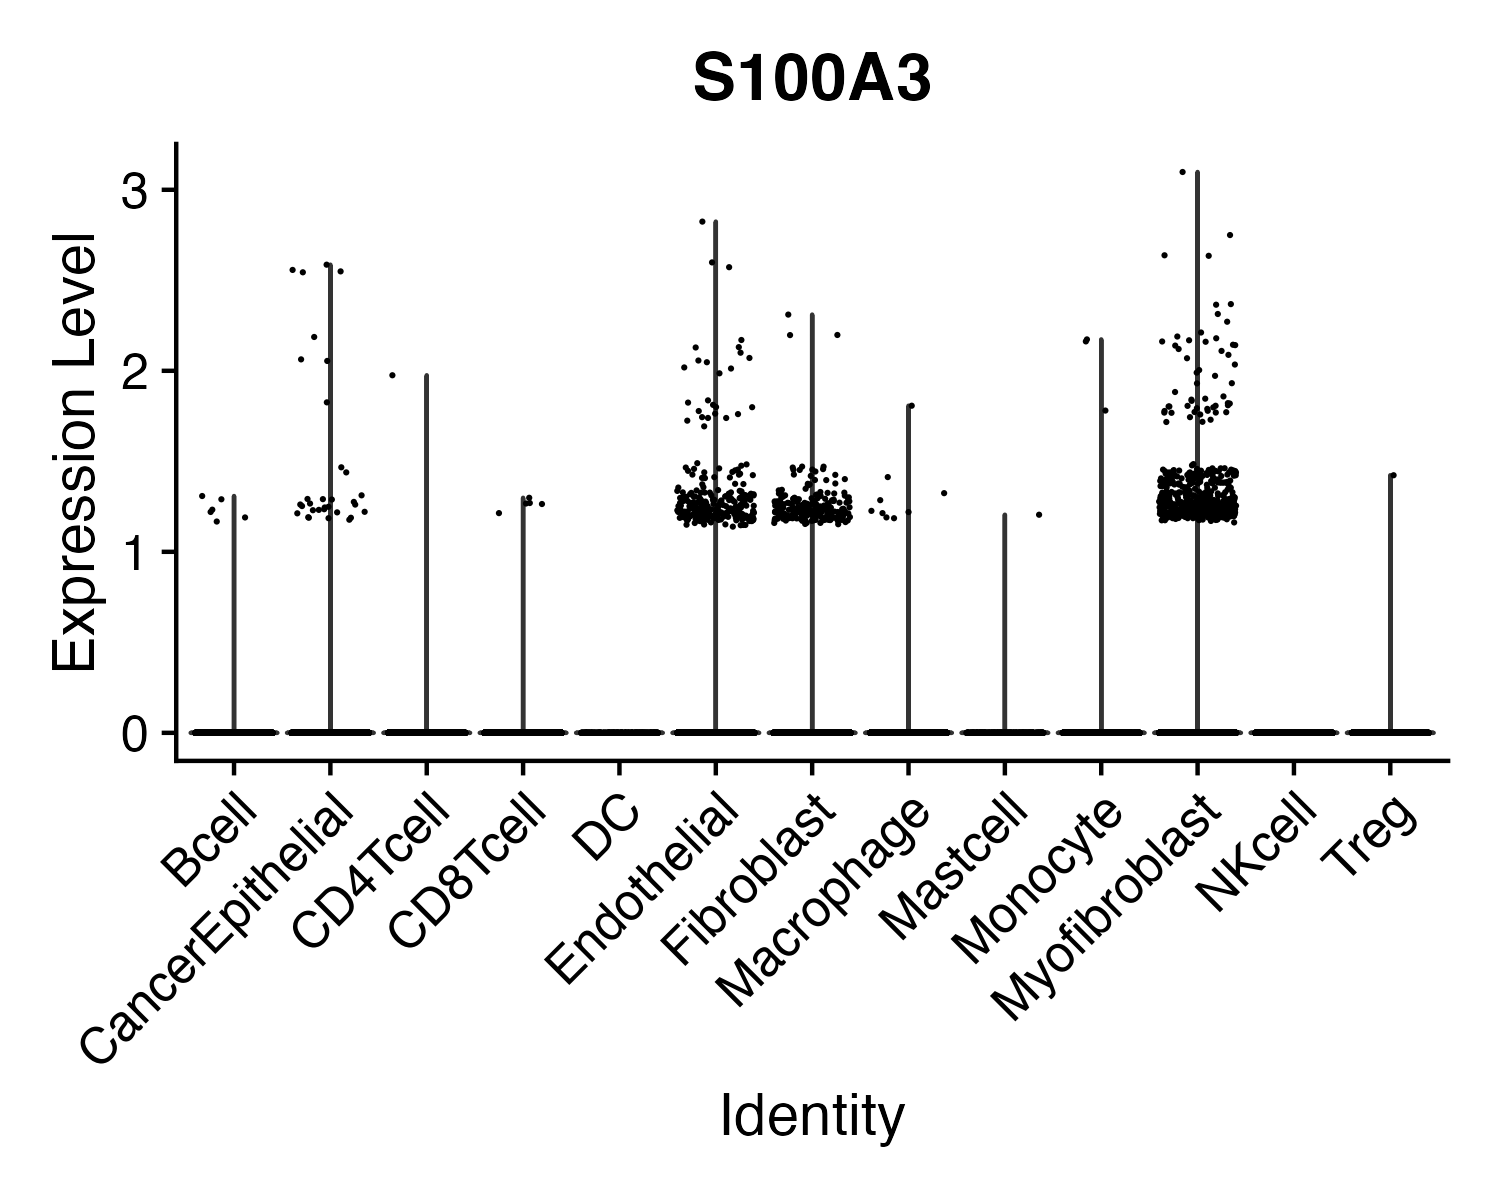 S100A3
Expression Level
3
2
1
0
Bcell
CancerEpithelial
CD4Tcell
CD8Tcell
DC
Endothelial
Fibroblast
Macrophage
Mastcell
Monocyte
Myofibroblast
NKcell
Treg
Identity